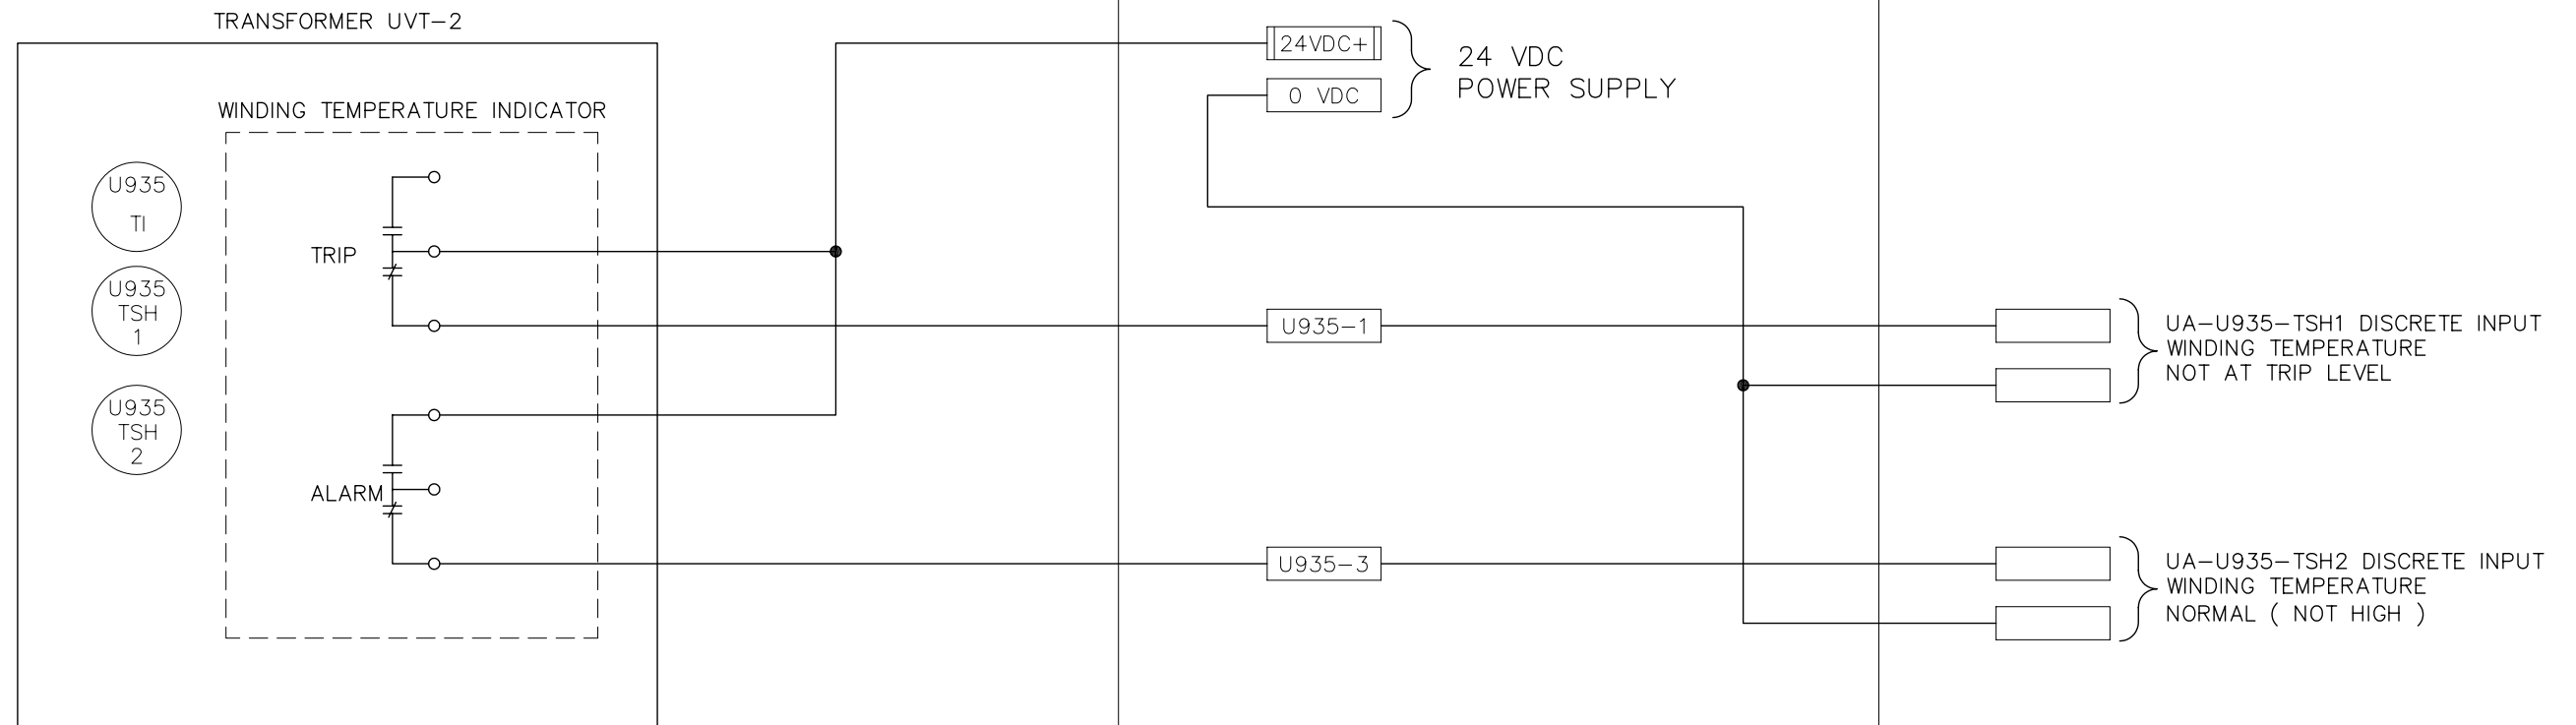 TRANSFORMER UVT-2
WINDING TEMPERATURE INDICATOR
U935
TI
U935
TSH
1
U935
TSH
2
TRIP
ALARM
24VDC+
0 VDC
24 VDC
POWER SUPPLY
U935-1
U935-3
UA-U935-TSH1 DISCRETE INPUT
WINDING TEMPERATURE
NOT AT TRIP LEVEL
UA-U935-TSH2 DISCRETE INPUT
WINDING TEMPERATURE
NORMAL ( NOT HIGH )